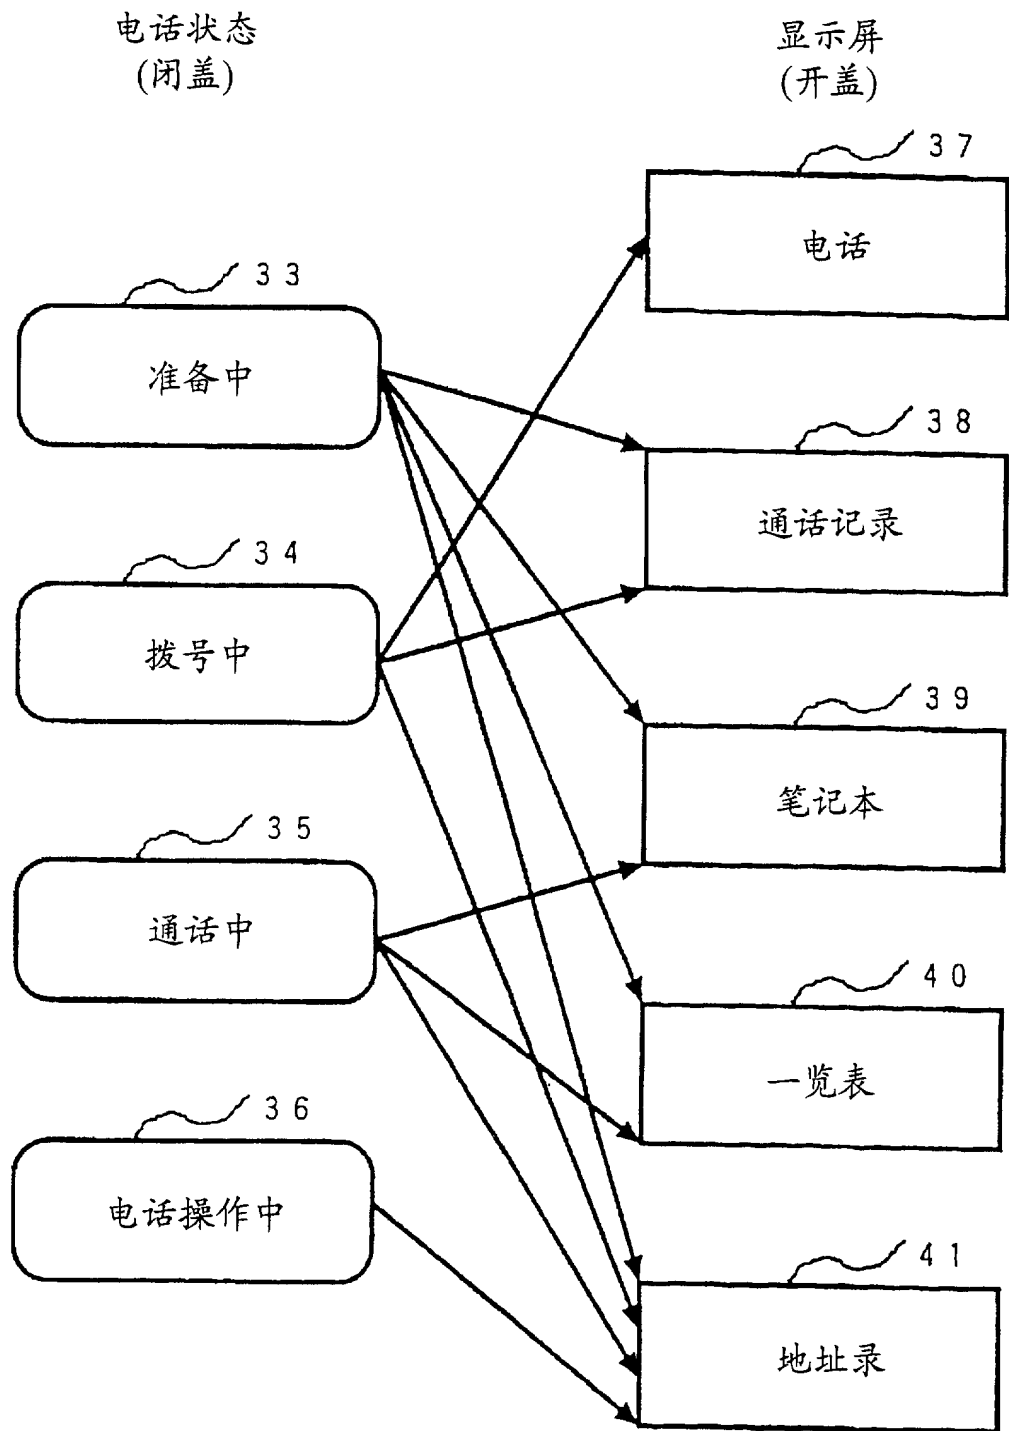 电话状态
(闭盖)
显示屏
(开盖)
37
电话
33
准备中
38
通话记录
34
拨号中
39
笔记本
35
通话中
40
一览表
36
电话操作中
41
地址录